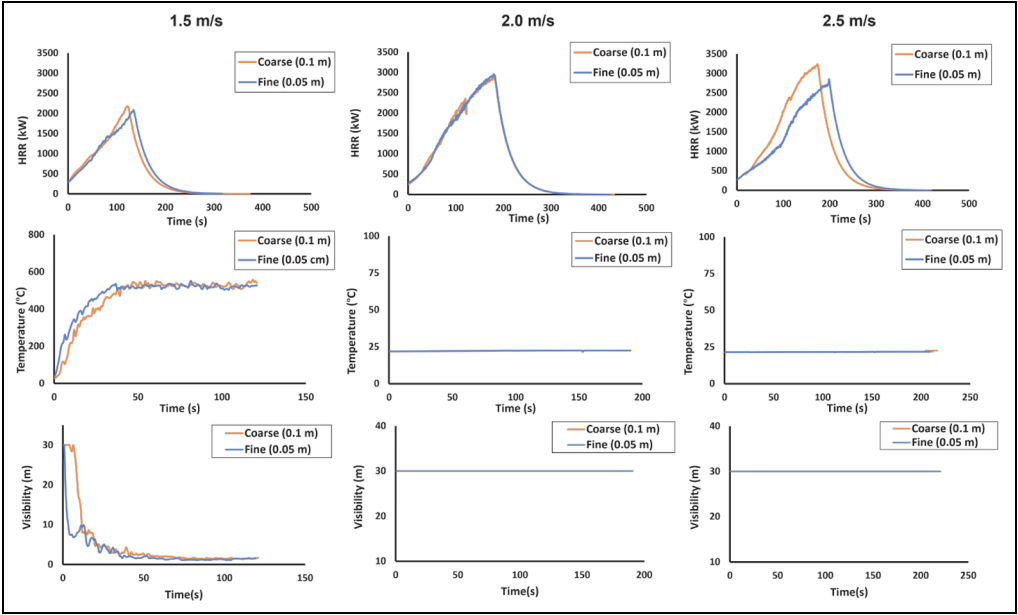 1.5 m/s
2.0 m/s
2.5 m/s
3500
3000
2500
2000
1500
1000
500
0
HRR (kW)
Coarse (0.1 m)
Fine (0.05 m)
0 100 200 300 400 500
Time (s)
3500
3000
2500
2000
1500
1000
500
0
HRR (kW)
Coarse (0.1 m)
Fine (0.05 m)
0 100 200 300 400 500
Time (s)
3500
3000
2500
2000
1500
1000
500
0
HRR (kW)
Coarse (0.1 m)
Fine (0.05 m)
0 100 200 300 400 500
Time (s)
800
600
400
200
0
Temperature (°C)
Coarse (0.1 m)
Fine (0.05 cm)
0 50 100 150
Time (s)
100
75
50
25
0
Temperature (°C)
Coarse (0.1 m)
Fine (0.05 m)
0 50 100 150 200
Time (s)
100
75
50
25
0
Temperature (°C)
Coarse (0.1 m)
Fine (0.05 m)
0 50 100 150 200 250
Time (s)
30
20
10
0
Visibility (m)
Coarse (0.1 m)
Fine (0.05 m)
0 50 100 150
Time(s)
40
30
20
10
Visibility (m)
Coarse (0.1 m)
Fine (0.05 m)
0 50 100 150 200
Time(s)
40
30
20
10
Visibility (m)
Coarse (0.1 m)
Fine (0.05 m)
0 50 100 150 200 250
Time(s)